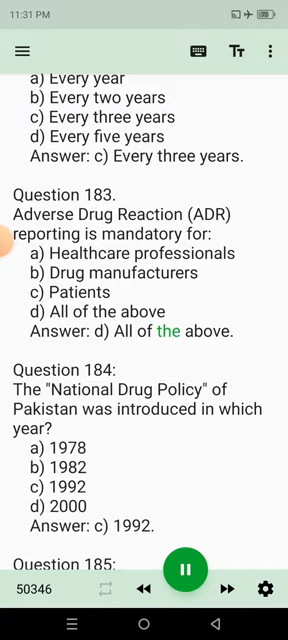 11:31 PM
Tт
a) Every year
b) Every two years
c) Every three years
d) Every five years
Answer: c) Every three years.
Question 183.
Adverse Drug Reaction (ADR)
reporting is mandatory for:
a) Healthcare professionals
b) Drug manufacturers
c) Patients
d) All of the above
Answer: d) All of the above.
Question 184:
The "National Drug Policy" of
Pakistan was introduced in which
year?
a) 1978
b) 1982
c) 1992
d) 2000
Answer: c) 1992.
Question 185:
50346